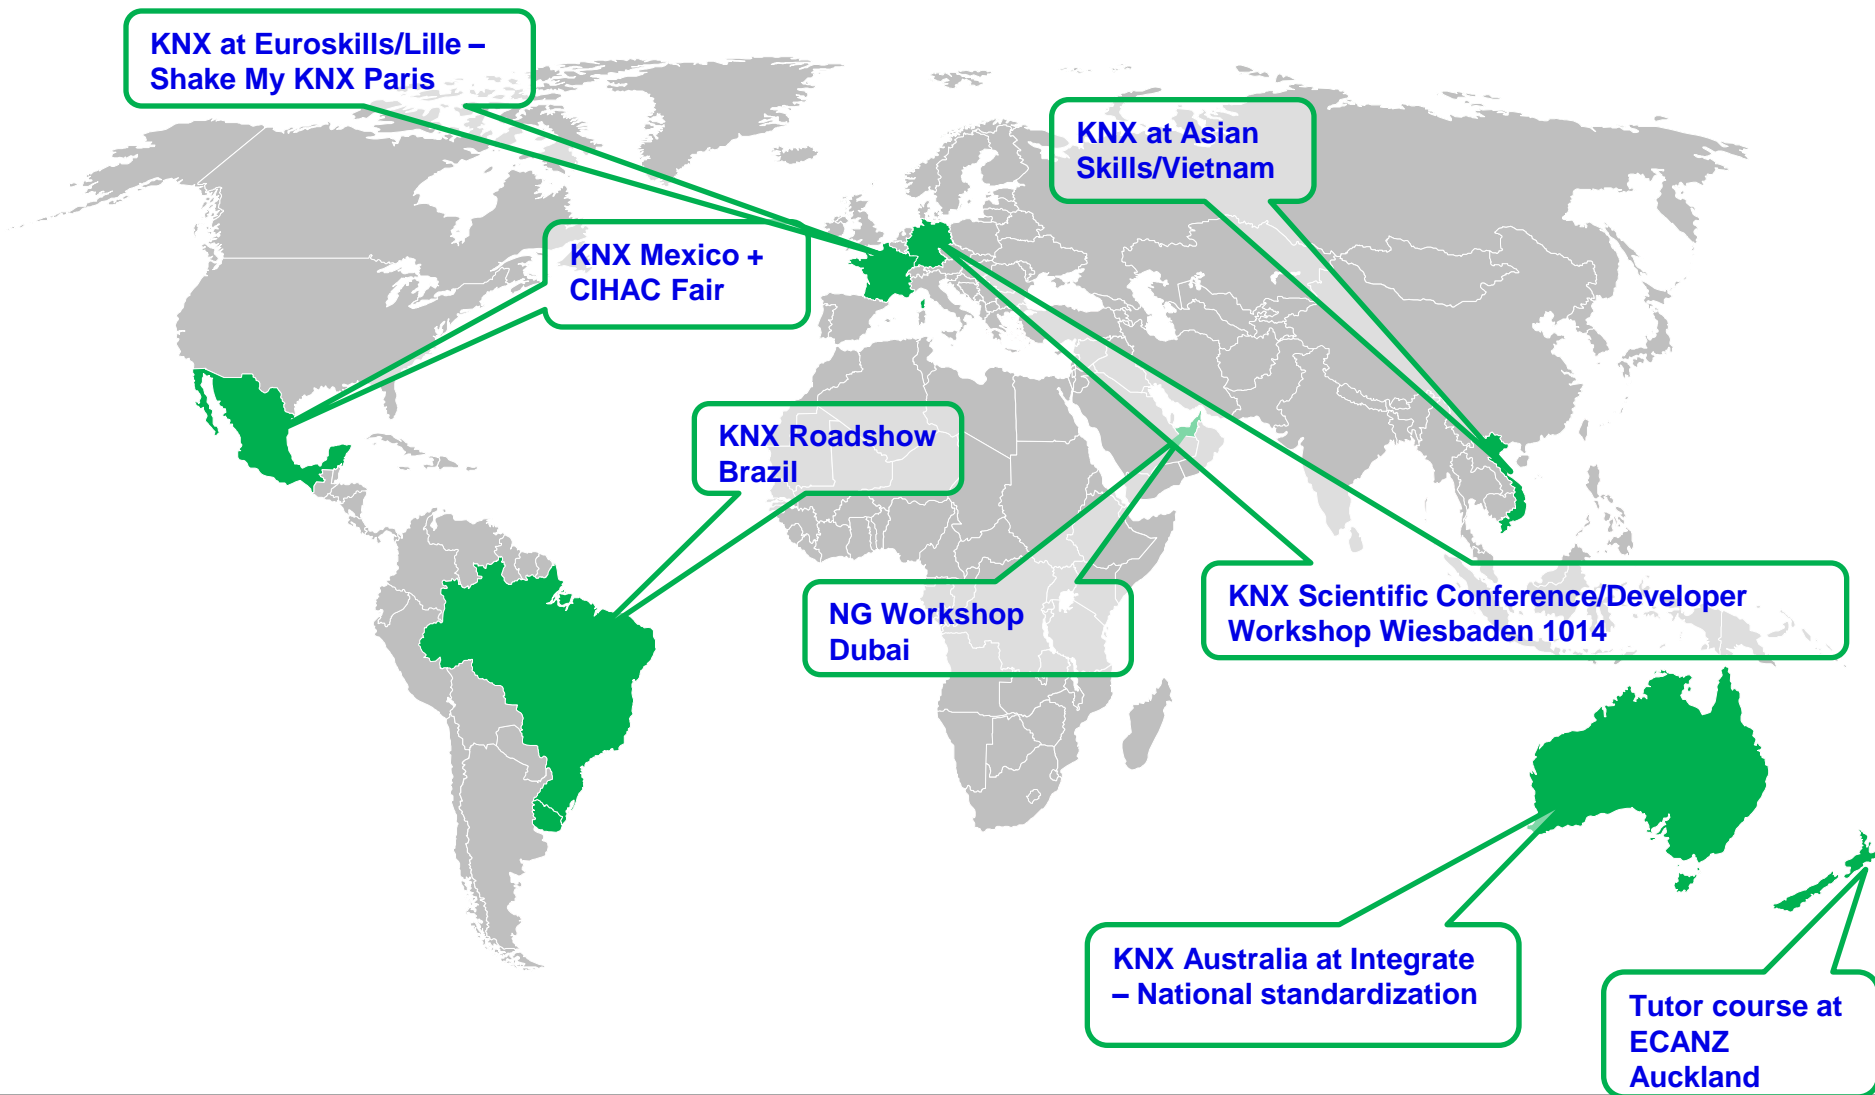 KNX at Euroskills/Lille –
Shake My KNX Paris
KNX at Asian
Skills/Vietnam
KNX Mexico +
CIHAC Fair
KNX Roadshow
Brazil
NG Workshop
Dubai
KNX Scientific Conference/Developer
Workshop Wiesbaden 1014
KNX Australia at Integrate
– National standardization
Tutor course at
ECANZ
Auckland